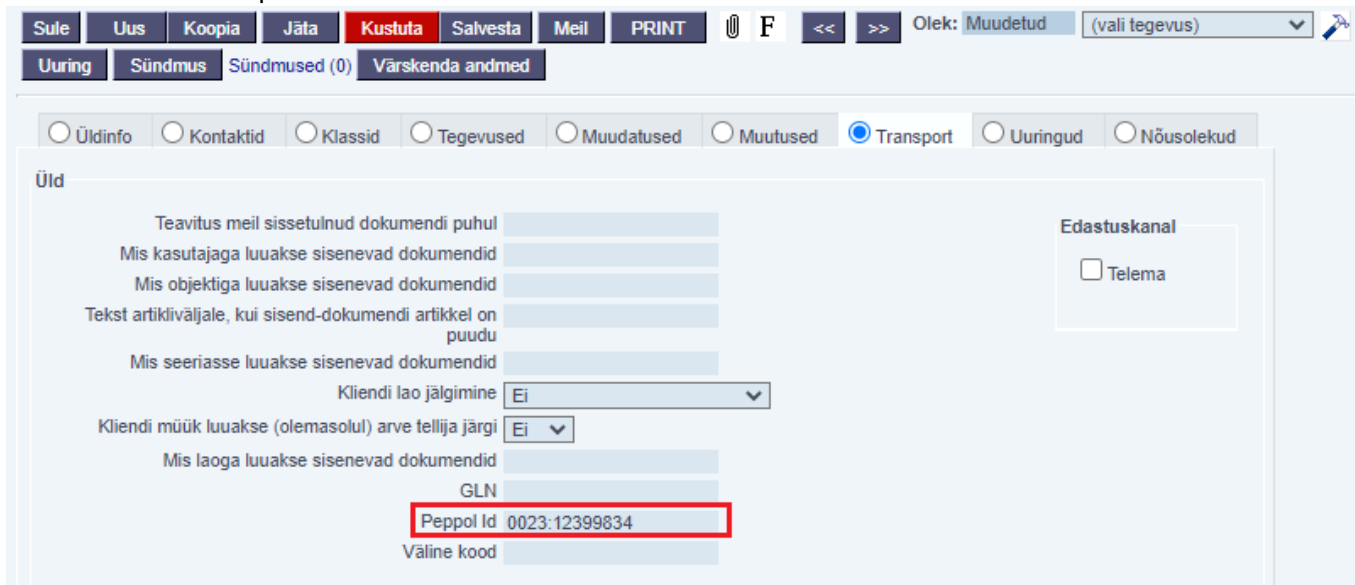 Sule Uus Koopia Jäta Kustuta Salvesta Meil PRINT F << >> Olek: Muudetud (vali tegevus)
Uuring Sündmus Sündmused (0) Värskenda andmed
Üldinfo Kontaktid Klassid Tegevused Muudatused Muutused Transport Uuringud Nõusolekud
Üld
Teavitus meil sissetulnud dokumendi puhul
Edastuskanal
Mis kasutajaga luuakse sisenevad dokumendid
Telema
Mis objektiga luuakse sisenevad dokumendid
Tekst artikliväljale, kui sisend-dokumendi artikkel on
puudu
Mis seeriasse luuakse sisenevad dokumendid
Kliendi lao jälgimine Ei
Kliendi müük luuakse (olemasolul) arve tellija järgi Ei
Mis laoga luuakse sisenevad dokumendid
GLN
Peppol Id 0023:12399834
Väline kood